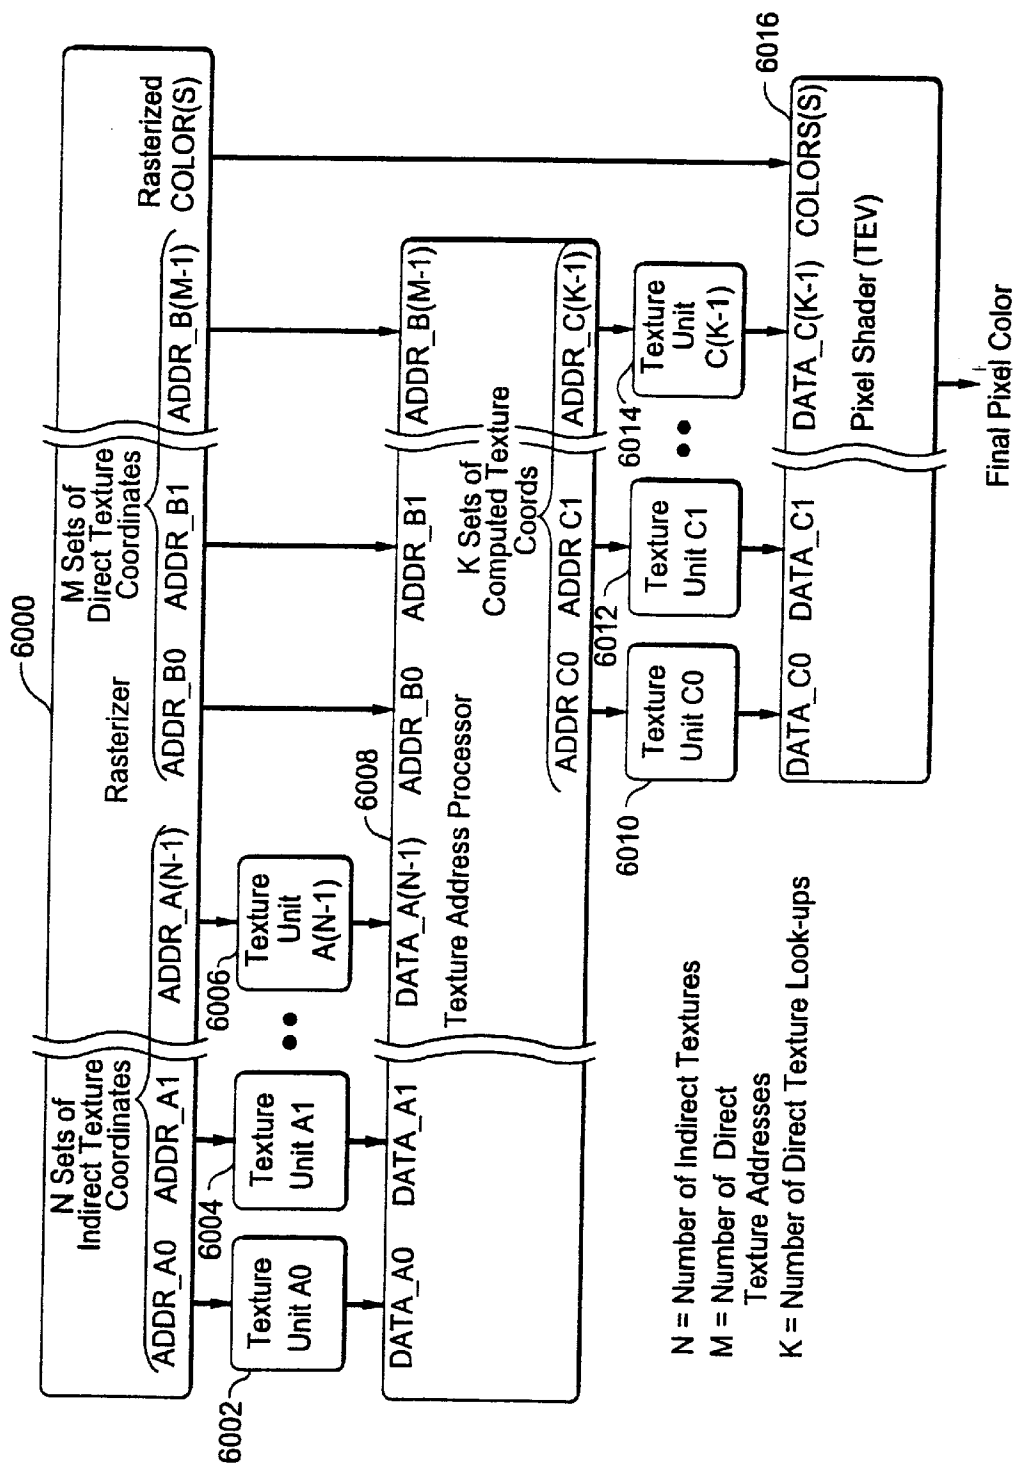 6000
N Sets of
Indirect Texture
Coordinates
Rasterizer
M Sets of
Direct Texture
Coordinates
Rasterized
COLOR(S)
ADDR_A0
ADDR_A1
ADDR_A(N-1)
ADDR_B0
ADDR_B1
ADDR_B(M-1)
6002
Texture
Unit A0
6004
Texture
Unit A1
6006
Texture
Unit
A(N-1)
6008
DATA_A0
DATA_A1
DATA_A(N-1)
ADDR_B0
ADDR_B1
ADDR_B(M-1)
Texture Address Processor
K Sets of
Computed Texture
Coords
ADDR C0
ADDR C1
ADDR_C(K-1)
6010
Texture
Unit C0
6012
Texture
Unit C1
6014
Texture
Unit
C(K-1)
6016
DATA_C0
DATA_C1
DATA_C(K-1)
COLORS(S)
Pixel Shader (TEV)
Final Pixel Color
N = Number of Indirect Textures
M = Number of Direct
Texture Addresses
K = Number of Direct Texture Look-ups